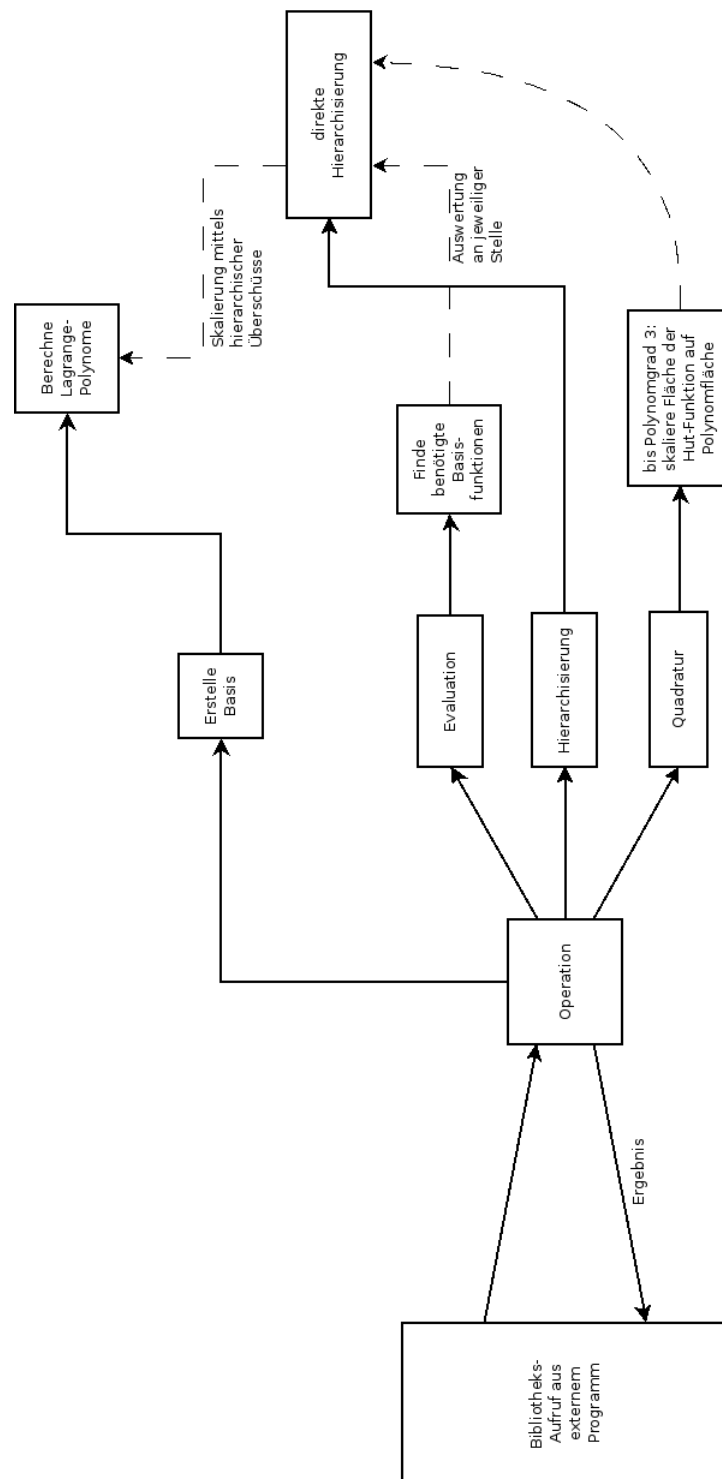 Berechne
Lagrange-
Polynome
Skalierung mittels
hierarchischer
Überschüsse
direkte
Hierarchisierung
Auswertung
an jeweiliger
Stelle
Erstelle
Basis
Finde
benötigte
Basis-
funktionen
bis Polynomgrad 3:
skaliere Fläche der
Hut-Funktion auf
Polynomfläche
Evaluation
Hierarchisierung
Quadratur
Operation
Ergebnis
Bibliotheks-
Aufruf aus
externem
Programm